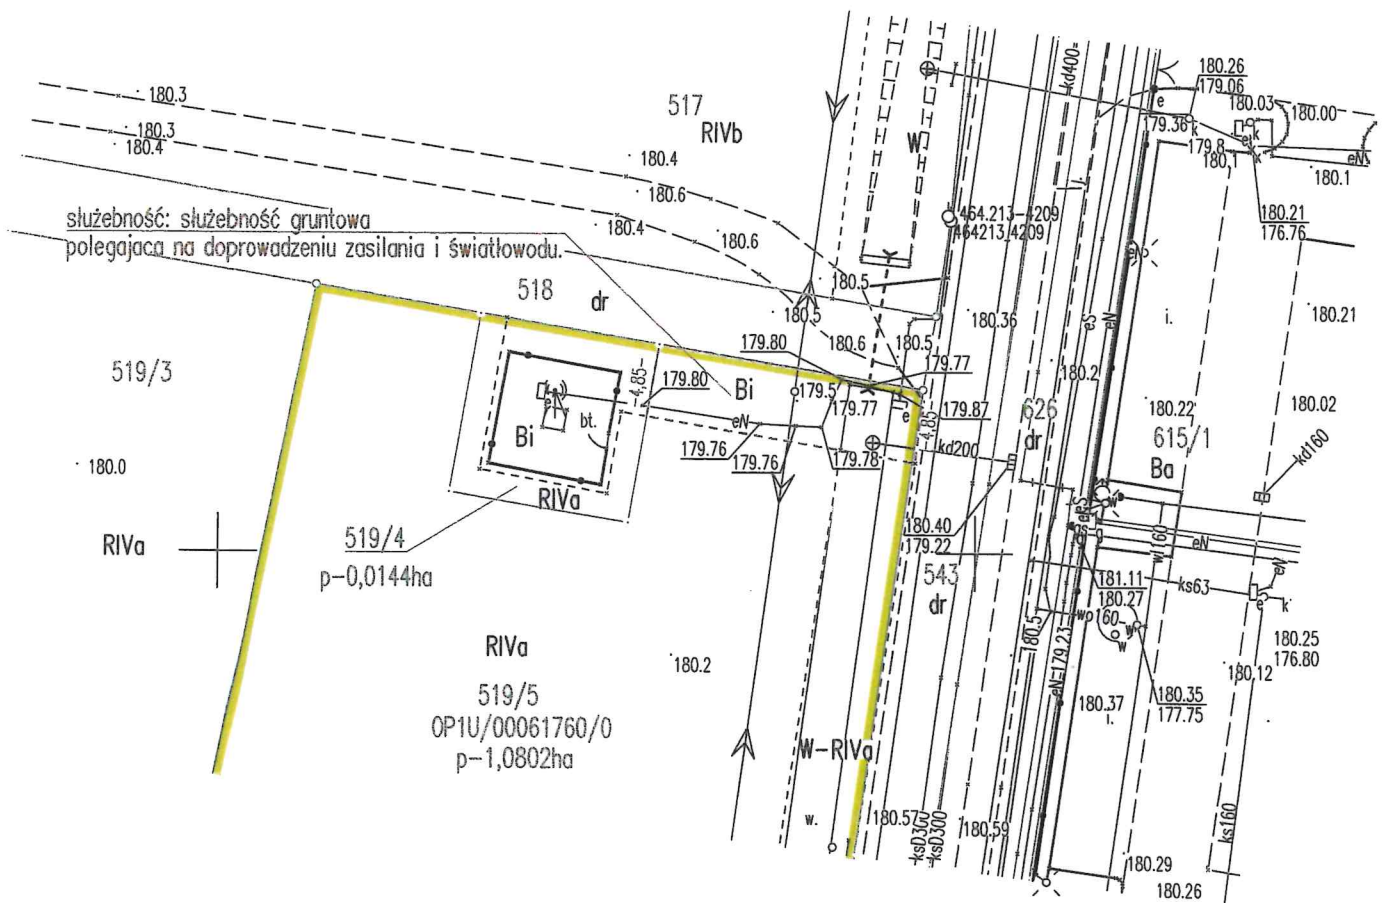 180.3
180.3
180.4
517
RIVb
180.4
180.6
180.4
180.6
służebność: służebność gruntowa
polegajaca na doprowadzeniu zasilania i światłowodu.
W
kd400
e
180.26
179.06
180.03
180.00
179.36
k
179.8
180.1
eN
180.1
180.21
176.76
464.213-4209
464213,4209
180.5
180.36
518
dr
180.5
180.6
180.5
179.80
179.77
519/3
4,85
179.80
Bi
179.5
179.77
e
179.87
4,85
eS
eN
eN
i.
180.21
180.2
626
dr
180.22
180.02
615/1
Ba
kd160
Bi
bt.
eN
179.76
179.76
179.78
kd200
180.0
RIVa
RIVa
519/4
p-0,0144ha
180.40
179.22
543
dr
eS
w
wl160
eN
eN
181.11
180.27
ks63
e
k
wo160
w
w
180.5
eN=179.23
RIVa
519/5
OP1U/00061760/0
p-1,0802ha
180.2
180.12
180.25
176.80
180.35
177.75
180.37
i.
W-RIVa
w.
180.57
ksD300
ksD300
180.59
ks160
180.29
180.26